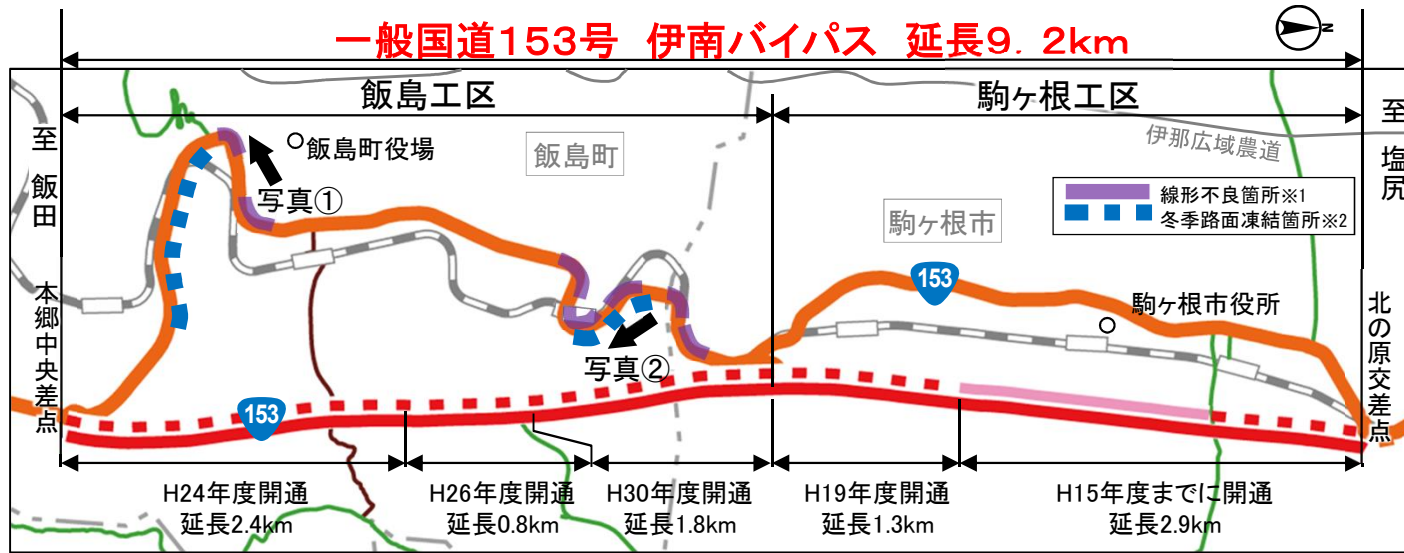 一般国道153号 伊南バイパス 延長9.2km
N
飯島工区
駒ヶ根工区
至 飯田
至 塩尻
飯島町役場
飯島町
伊那広域農道
写真①
線形不良箇所※1
冬季路面凍結箇所※2
駒ヶ根市
153
駒ヶ根市役所
本郷中央差点
北の原交差点
写真②
153
H24年度開通
延長2.4km
H26年度開通
延長0.8km
H30年度開通
延長1.8km
H19年度開通
延長1.3km
H15年度までに開通
延長2.9km